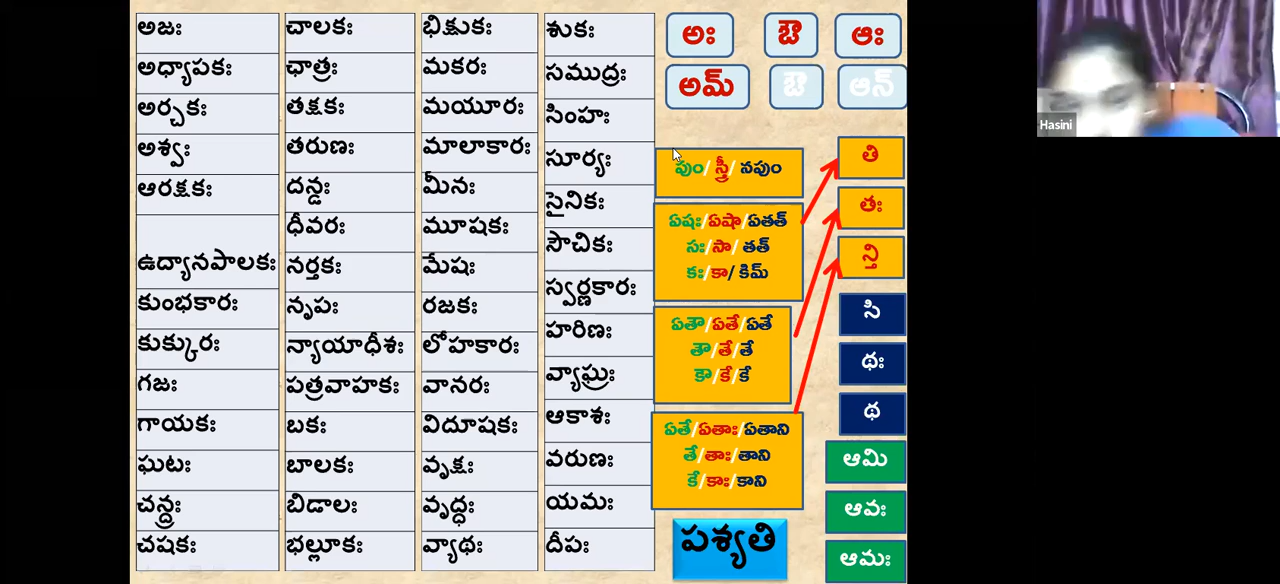 అజః
అధ్యాపకః
అర్చకః
అశ్వః
ఆరక్షకః
ఉద్యానపాలకః
కుంభకారః
కుక్కురః
గజః
గాయకః
ఘటః
చన్ద్రః
చషకః
చాలకః
ఛాత్రః
తక్షకః
తరుణః
దన్డః
ధీవరః
నర్తకః
నృపః
న్యాయాధీశః
పత్రవాహకః
బకః
బాలకః
బిడాలః
భల్లూకః
భిక్షుకః
మకరః
మయూరః
మాలాకారః
మీనః
మూషకః
మేషః
రజకః
లోహకారః
వానరః
విదూషకః
వృక్షః
వృద్ధః
వ్యాథః
శుకః
సముద్రః
సింహః
సూర్యః
సైనికః
సౌచికః
స్వర్ణకారః
హరిణః
వ్యాఘ్రః
ఆకాశః
వరుణః
యమః
దీపః
అః ఔ ఆః
అమ్ ఔ ఆన్
పుం/ స్త్రీ/ నపుం
ఏషః/ఏషా/ఏతత్
సః/సా/ తత్
కః/కా/ కిమ్
ఏతౌ/ఏతే/ఏతే
తౌ/తే/తే
కౌ/కే/కే
ఏతే/ఏతాః/ఏతాని
తే/తాః/తాని
కే/కాః/కాని
పశ్యతి
తి
తః
న్తి
సి
థః
థ
ఆమి
ఆవః
ఆమః
Hasini